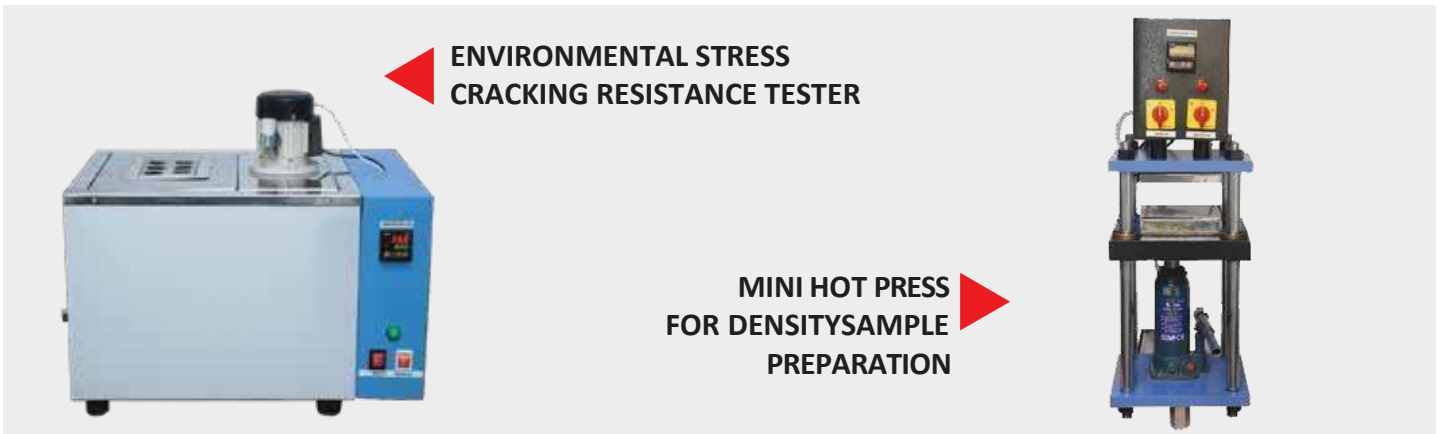 ENVIRONMENTAL STRESS
CRACKING RESISTANCE TESTER
MINI HOT PRESS
FOR DENSITYSAMPLE
PREPARATION